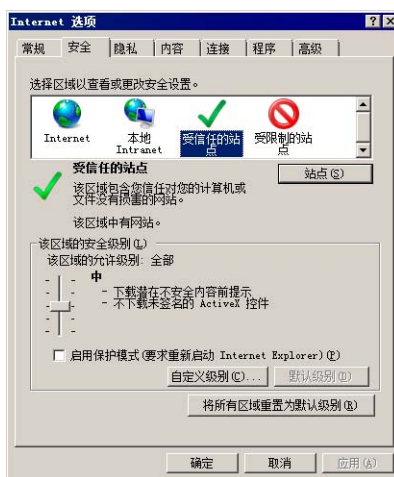 Internet 选项
常规 安全 隐私 内容 连接 程序 高级
选择区域以查看或更改安全设置。
Internet 本地 Intranet 受信任的站点 受限制的站点
受信任的站点
站点(S)
该区域包含您信任对您的计算机或
文件没有损害的网站。
该区域中有网站。
该区域的安全级别(L)
该区域的允许级别: 全部
中
- 下载潜在不安全内容前提示
- 不下载未签名的 ActiveX 控件
启用保护模式(要求重新启动 Internet Explorer)(P)
自定义级别(C)... 默认级别(D)
将所有区域重置为默认级别(R)
确定 取消 应用(A)